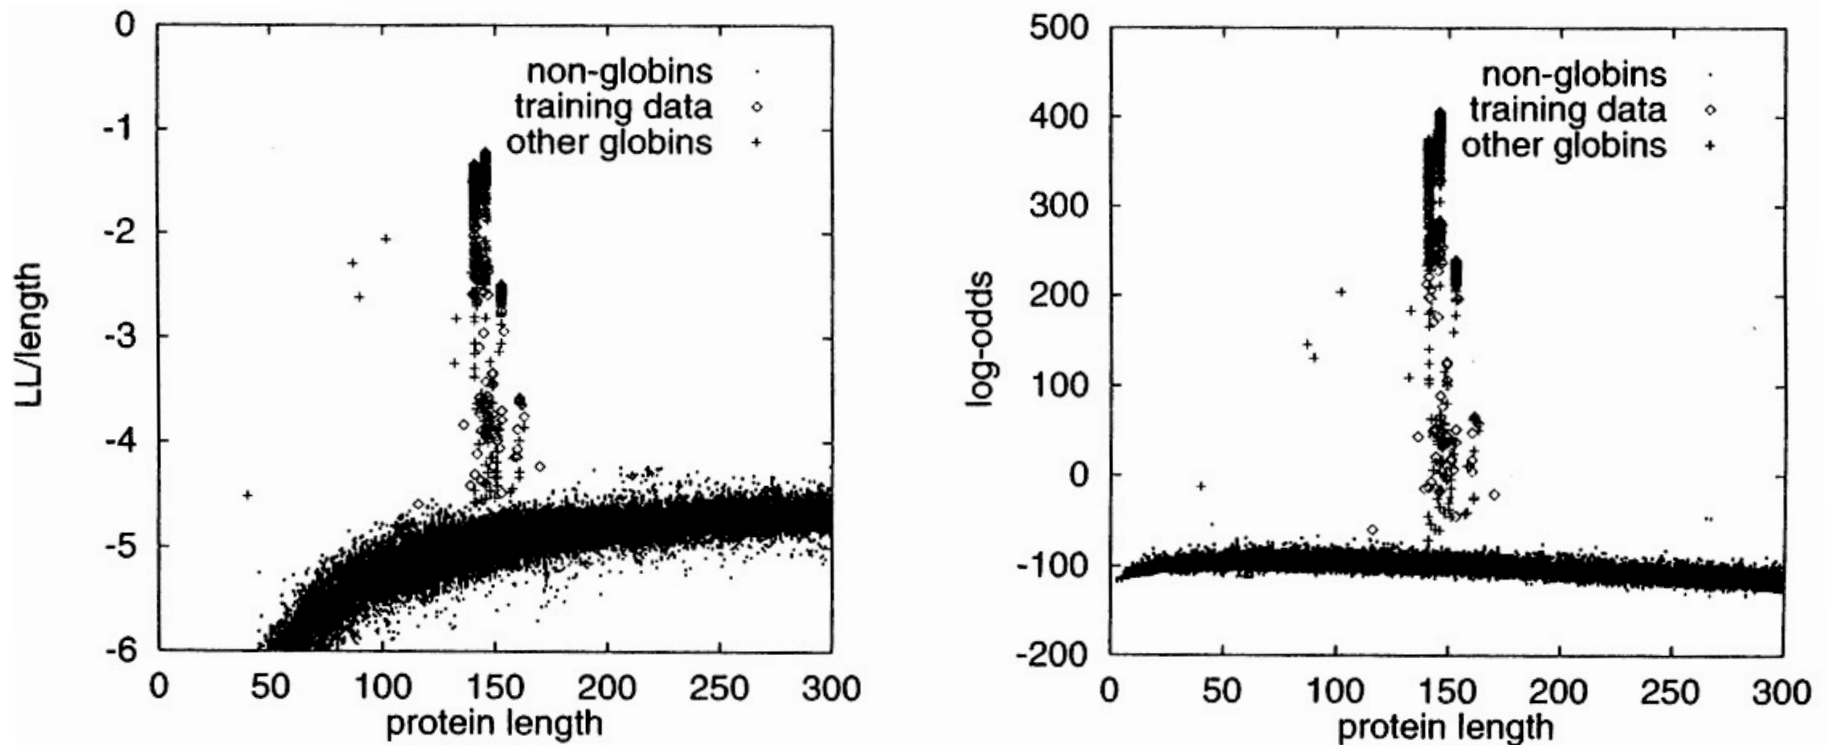 0
-1
-2
-3
-4
-5
-6
LL/length
non-globins
training data
other globins
0 50 100 150 200 250 300
protein length
500
400
300
200
100
0
-100
-200
log-odds
non-globins
training data
other globins
0 50 100 150 200 250 300
protein length